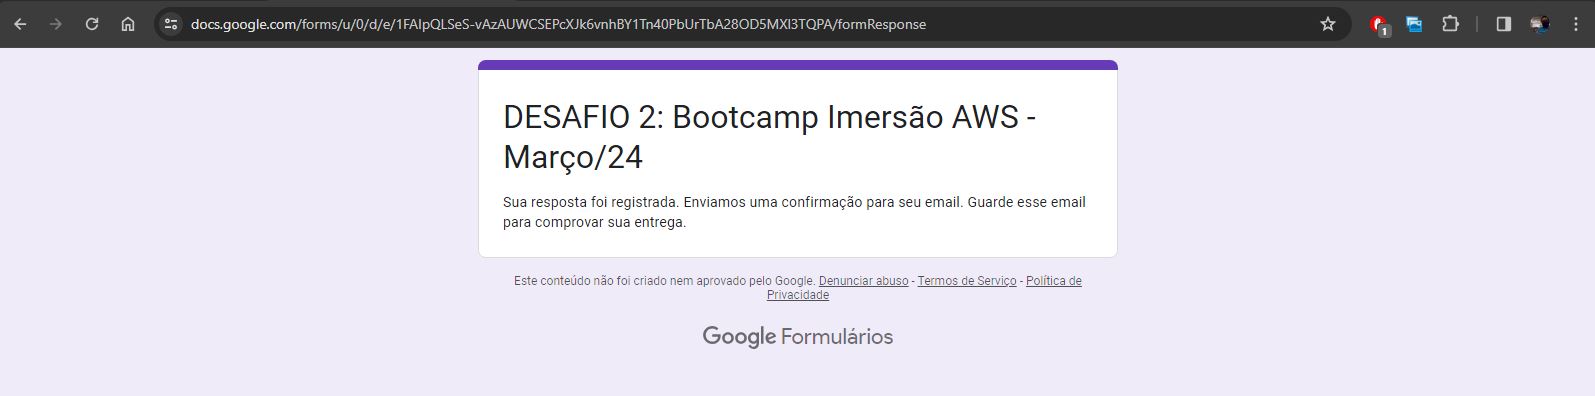 docs.google.com/forms/u/0/d/e/1FAIpQLSeS-vAzAUWCSEPcXJk6vnhBY1Tn40PbUrTbA28OD5MXI3TQPA/formResponse
1
DESAFIO 2: Bootcamp Imersão AWS -
Março/24
Sua resposta foi registrada. Enviamos uma confirmação para seu email. Guarde esse email
para comprovar sua entrega.
Este conteúdo não foi criado nem aprovado pelo Google. Denunciar abuso - Termos de Serviço - Política de
Privacidade
Google Formulários